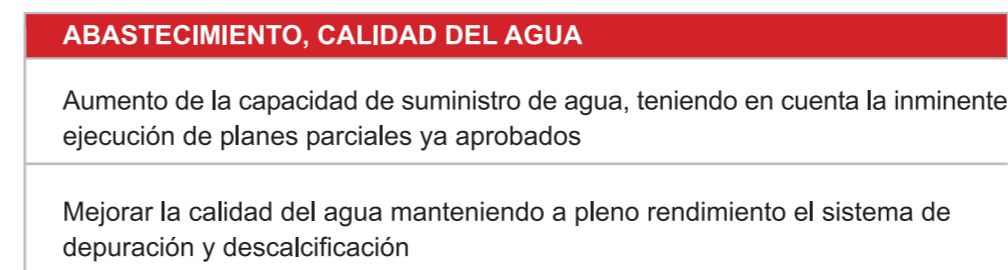 ABASTECIMIENTO, CALIDAD DEL AGUA
Aumento de la capacidad de suministro de agua, teniendo en cuenta la inminente
ejecución de planes parciales ya aprobados
Mejorar la calidad del agua manteniendo a pleno rendimiento el sistema de
depuración y descalcificación